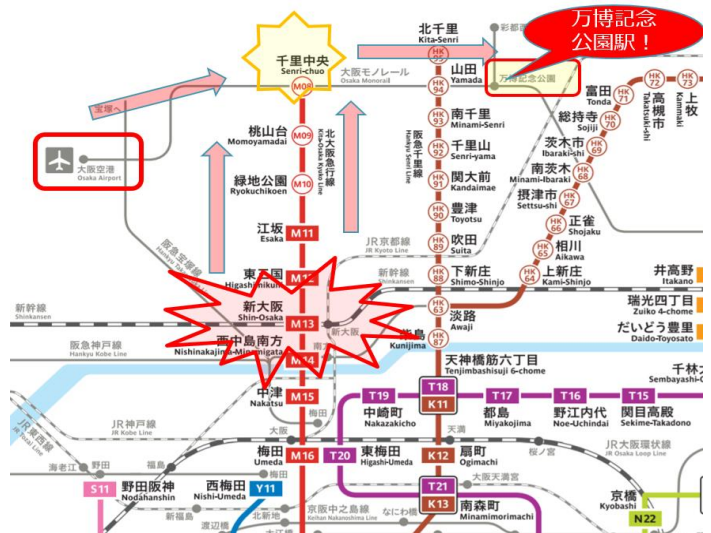 万博記念
公園駅！
北千里
Kita-Senri
彩都西
千里中央
Senri-chuo
M08
大阪モノレール
Osaka Monorail
山田
Yamada
HK
94
万博記念公園
富田
Tonda
HK
71
HK
72
高槻市
Takatsuki-shi
HK
73
上牧
Kammaki
宝塚へ
大阪空港
Osaka Airport
桃山台
Momoyamadai
M09
北大阪急行線
Kita-Osaka Kyuko Line
緑地公園
Ryokuchikoen
M10
江坂
Esaka
M11
HK
93
南千里
Minami-Senri
HK
92
千里山
Senri-yama
阪急千里線
Hankyu Senri Line
HK
91
関大前
Kandaimae
HK
90
豊津
Toyotsu
HK
89
吹田
Suita
HK
88
下新庄
Shimo-Shinjo
総持寺
Sojiji
HK
70
茨木市
Ibaraki-shi
HK
69
南茨木
Minami-Ibaraki
HK
68
摂津市
Settsu-shi
HK
67
正雀
Shojaku
HK
66
相川
Aikawa
HK
65
上新庄
Kami-Shinjo
HK
64
JR京都線
JR Kyoto Line
新幹線
Shinkansen
阪急宝塚線
M12
新幹線
Shinkansen
新大阪
Shin-Osaka
M13
新大阪
西中島南方
Nishinakajima-Minamigata
阪急神戸線
Hankyu Kobe Line
HK
63
淡路
Awaji
Kunijima
HK
87
井高野
Itakano
瑞光四丁目
Zuiko 4-chome
だいどう豊里
Daido-Toyosato
中津
Nakatsu
M15
梅田
天神橋筋六丁目
Tenjimbashisuji 6-chome
T18
K11
T19
中崎町
Nakazakicho
T17
都島
Miyakojima
T16
野江内代
Noe-Uchindai
T15
関目高殿
Sekime-Takadono
JR神戸線
JR Kobe Line
JR東西線
JR Tozai Line
海老江
野田
福島
大阪
天満
桜ノ宮
JR大阪環状線
JR Osaka Loop Line
梅田
Umeda
M16
T20
東梅田
Higashi-Umeda
K12
扇町
Ogimachi
S11
野田阪神
Nodahanshin
西梅田
Nishi-Umeda
Y11
梅田
大阪天満宮
T21
K13
南森町
Minamimorimachi
京橋
Kyobashi
N22
新福島
北新地
渡辺橋
京阪中之島線
Keihan Nakanoshima Line
なにわ橋